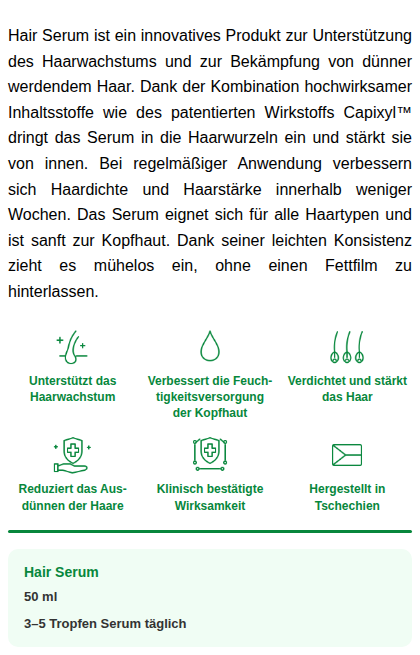 Hair Serum ist ein innovatives Produkt zur Unterstützung
des Haarwachstums und zur Bekämpfung von dünner
werdendem Haar. Dank der Kombination hochwirksamer
Inhaltsstoffe wie des patentierten Wirkstoffs Capixyl™
dringt das Serum in die Haarwurzeln ein und stärkt sie
von innen. Bei regelmäßiger Anwendung verbessern
sich Haardichte und Haarstärke innerhalb weniger
Wochen. Das Serum eignet sich für alle Haartypen und
ist sanft zur Kopfhaut. Dank seiner leichten Konsistenz
zieht es mühelos ein, ohne einen Fettfilm zu
hinterlassen.
Unterstützt das
Haarwachstum
Verbessert die Feuch-
tigkeitsversorgung
der Kopfhaut
Verdichtet und stärkt
das Haar
Reduziert das Aus-
dünnen der Haare
Klinisch bestätigte
Wirksamkeit
Hergestellt in
Tschechien
Hair Serum
50 ml
3–5 Tropfen Serum täglich